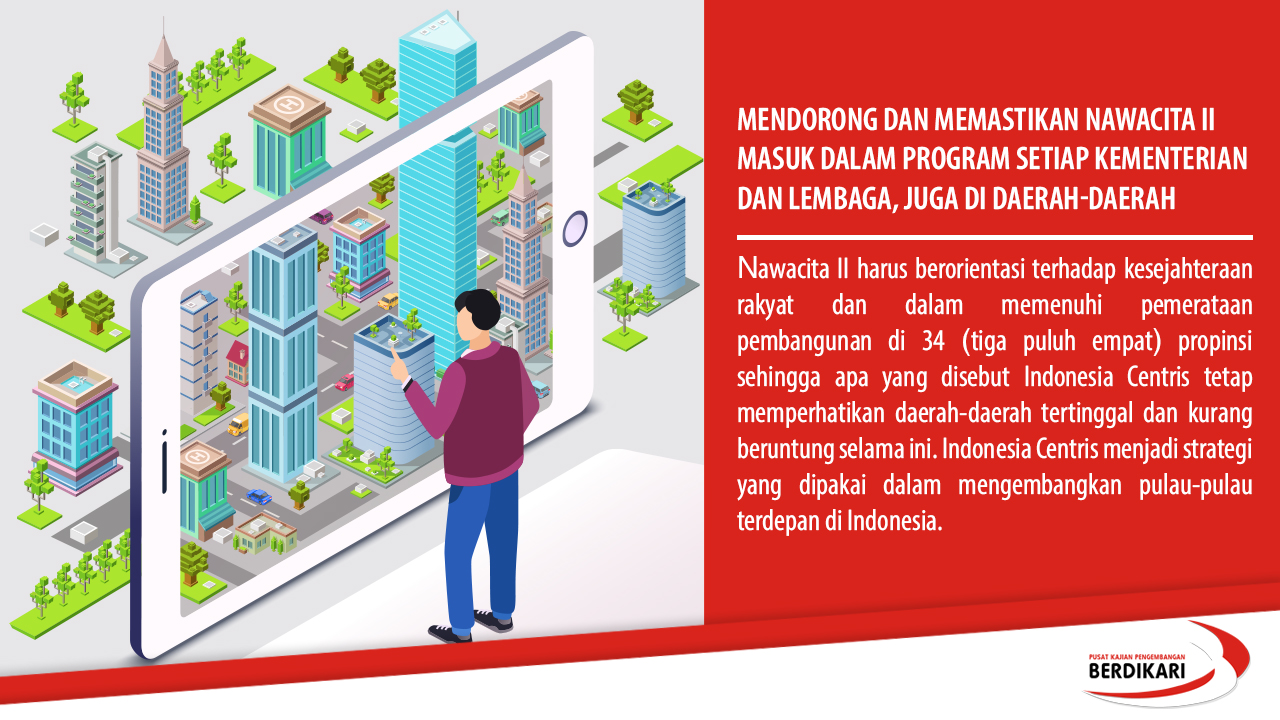 MENDORONG DAN MEMASTIKAN NAWACITA II
MASUK DALAM PROGRAM SETIAP KEMENTERIAN
DAN LEMBAGA, JUGA DI DAERAH-DAERAH
Nawacita II harus berorientasi terhadap kesejahteraan
rakyat dan dalam memenuhi pemerataan
pembangunan di 34 (tiga puluh empat) propinsi
sehingga apa yang disebut Indonesia Centris tetap
memperhatikan daerah-daerah tertinggal dan kurang
beruntung selama ini. Indonesia Centris menjadi strategi
yang dipakai dalam mengembangkan pulau-pulau
terdepan di Indonesia.
PUSAT KAJIAN PENGEMBANGAN
BERDIKARI
H
H